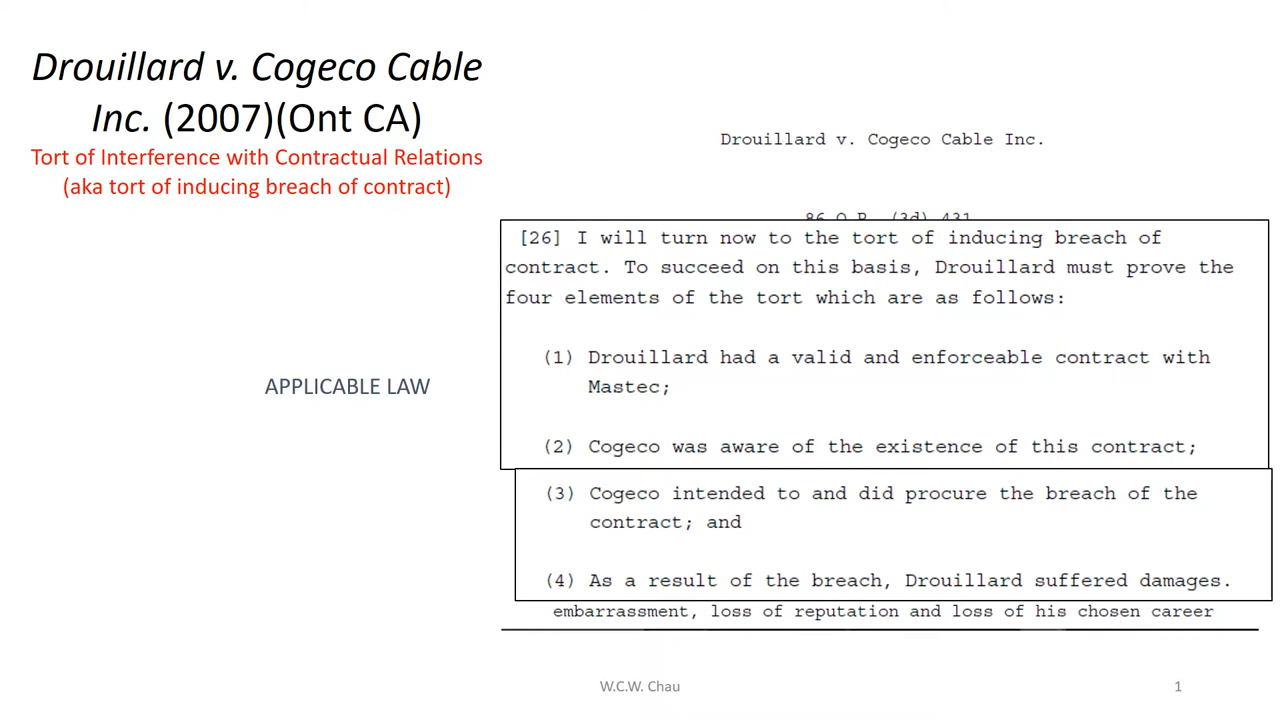 Drouillard v. Cogeco Cable
Inc. (2007)(Ont CA)
Tort of Interference with Contractual Relations
(aka tort of inducing breach of contract)
APPLICABLE LAW
Drouillard v. Cogeco Cable Inc.
86 O.R. (3d) 431
[26] I will turn now to the tort of inducing breach of
contract. To succeed on this basis, Drouillard must prove the
four elements of the tort which are as follows:
(1) Drouillard had a valid and enforceable contract with
Mastec;
(2) Cogeco was aware of the existence of this contract;
(3) Cogeco intended to and did procure the breach of the
contract; and
(4) As a result of the breach, Drouillard suffered damages.
embarrassment, loss of reputation and loss of his chosen career
W.C.W. Chau
1